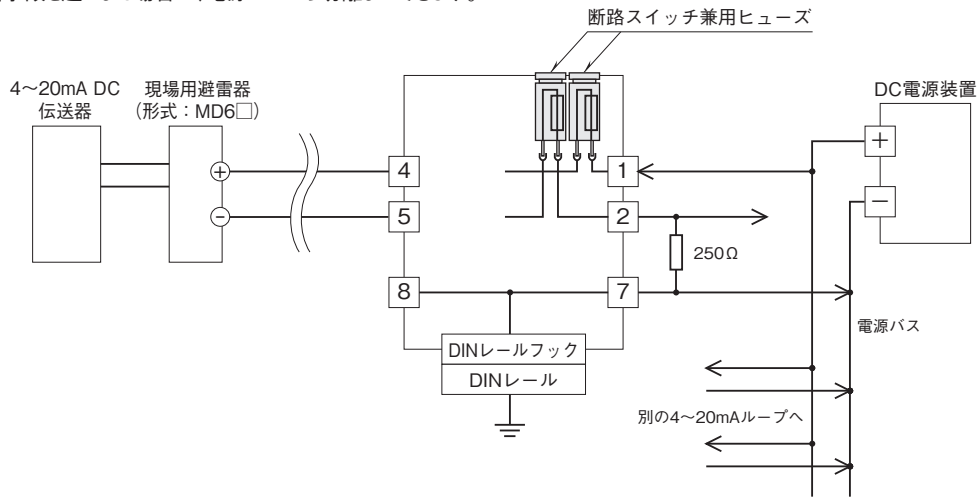 断路スイッチ兼用ヒューズ
4〜20mA DC
伝送器
現場用避雷器
(形式:MD6□)
DC電源装置
+
−
+
−
4
5
8
1
2
7
250Ω
電源バス
DINレールフック
DINレール
別の4〜20mAループへ